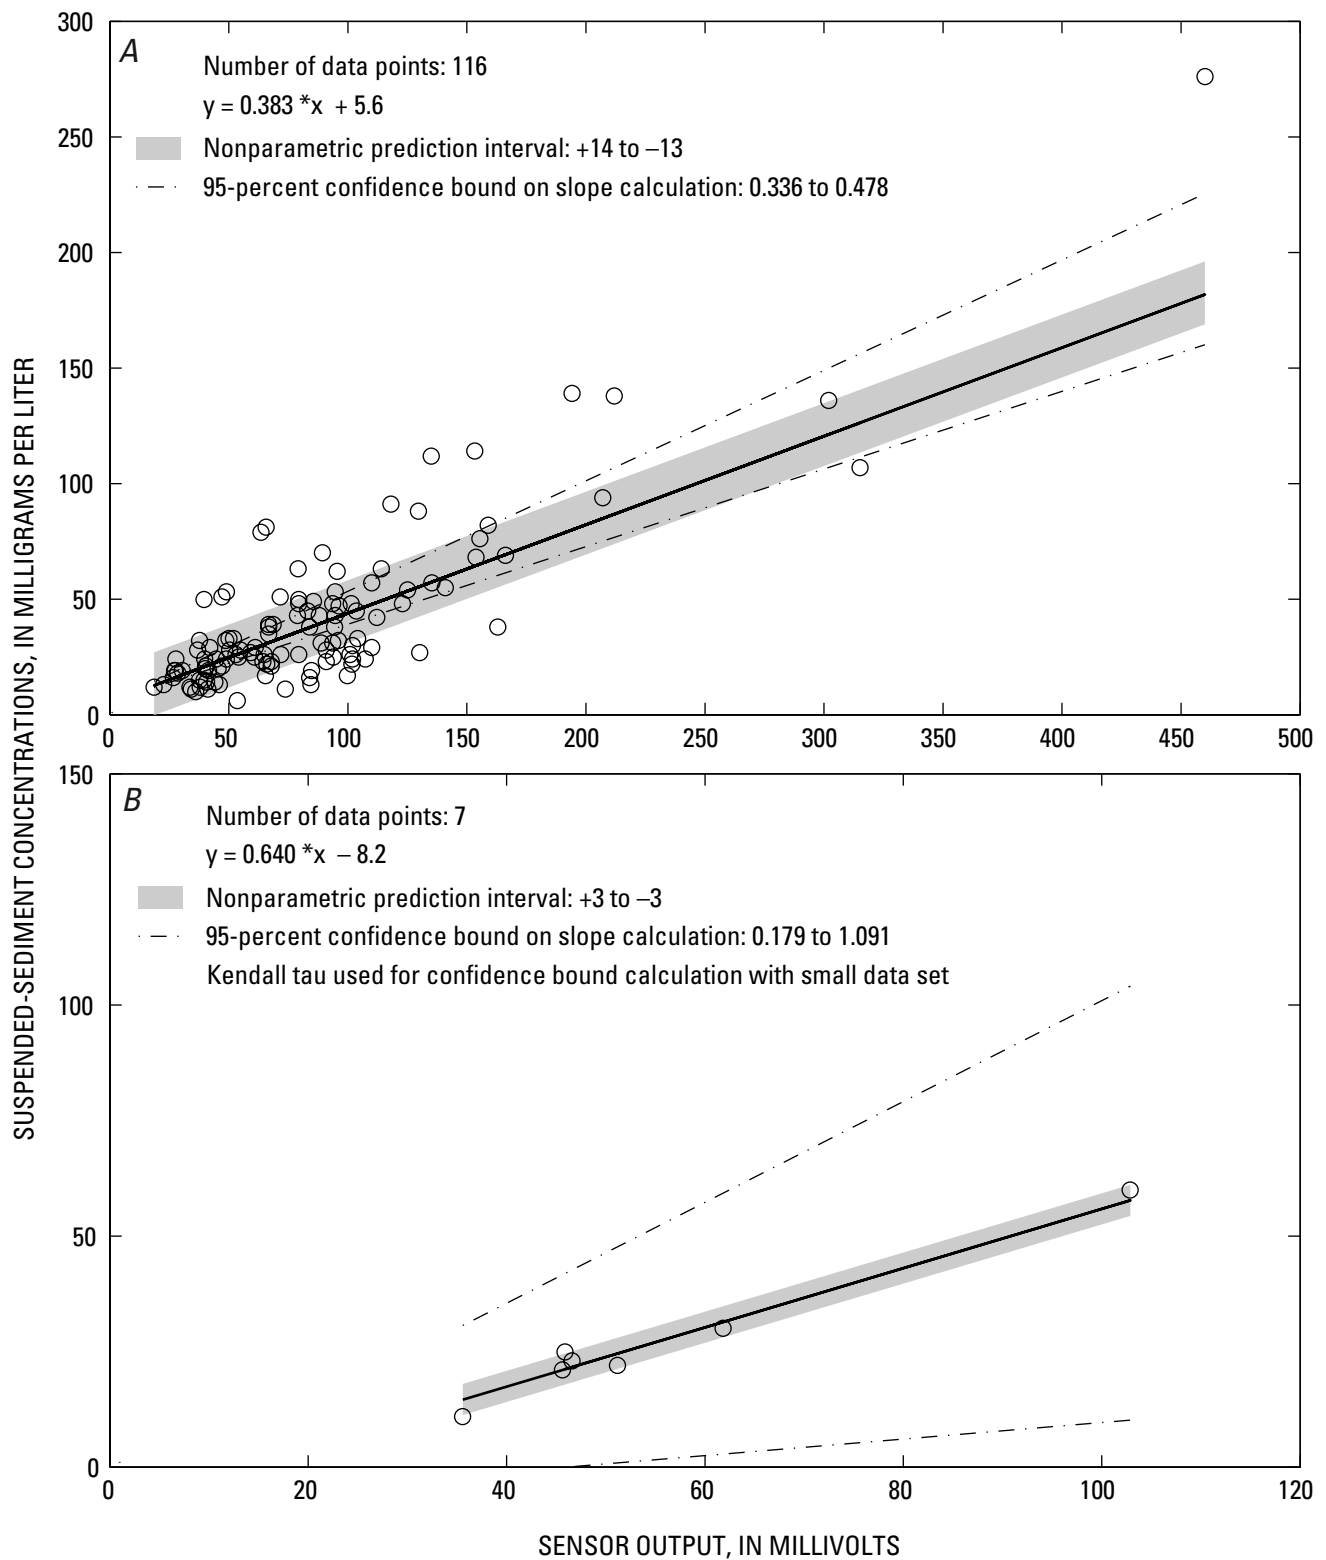 SUSPENDED-SEDIMENT CONCENTRATIONS, IN MILLIGRAMS PER LITER
A
Number of data points: 116
y = 0.383 *x + 5.6
Nonparametric prediction interval: +14 to –13
95-percent confidence bound on slope calculation: 0.336 to 0.478
300
250
200
150
100
50
0
0 50 100 150 200 250 300 350 400 450 500
B
Number of data points: 7
y = 0.640 *x – 8.2
Nonparametric prediction interval: +3 to –3
95-percent confidence bound on slope calculation: 0.179 to 1.091
Kendall tau used for confidence bound calculation with small data set
150
100
50
0
0 20 40 60 80 100 120
SENSOR OUTPUT, IN MILLIVOLTS